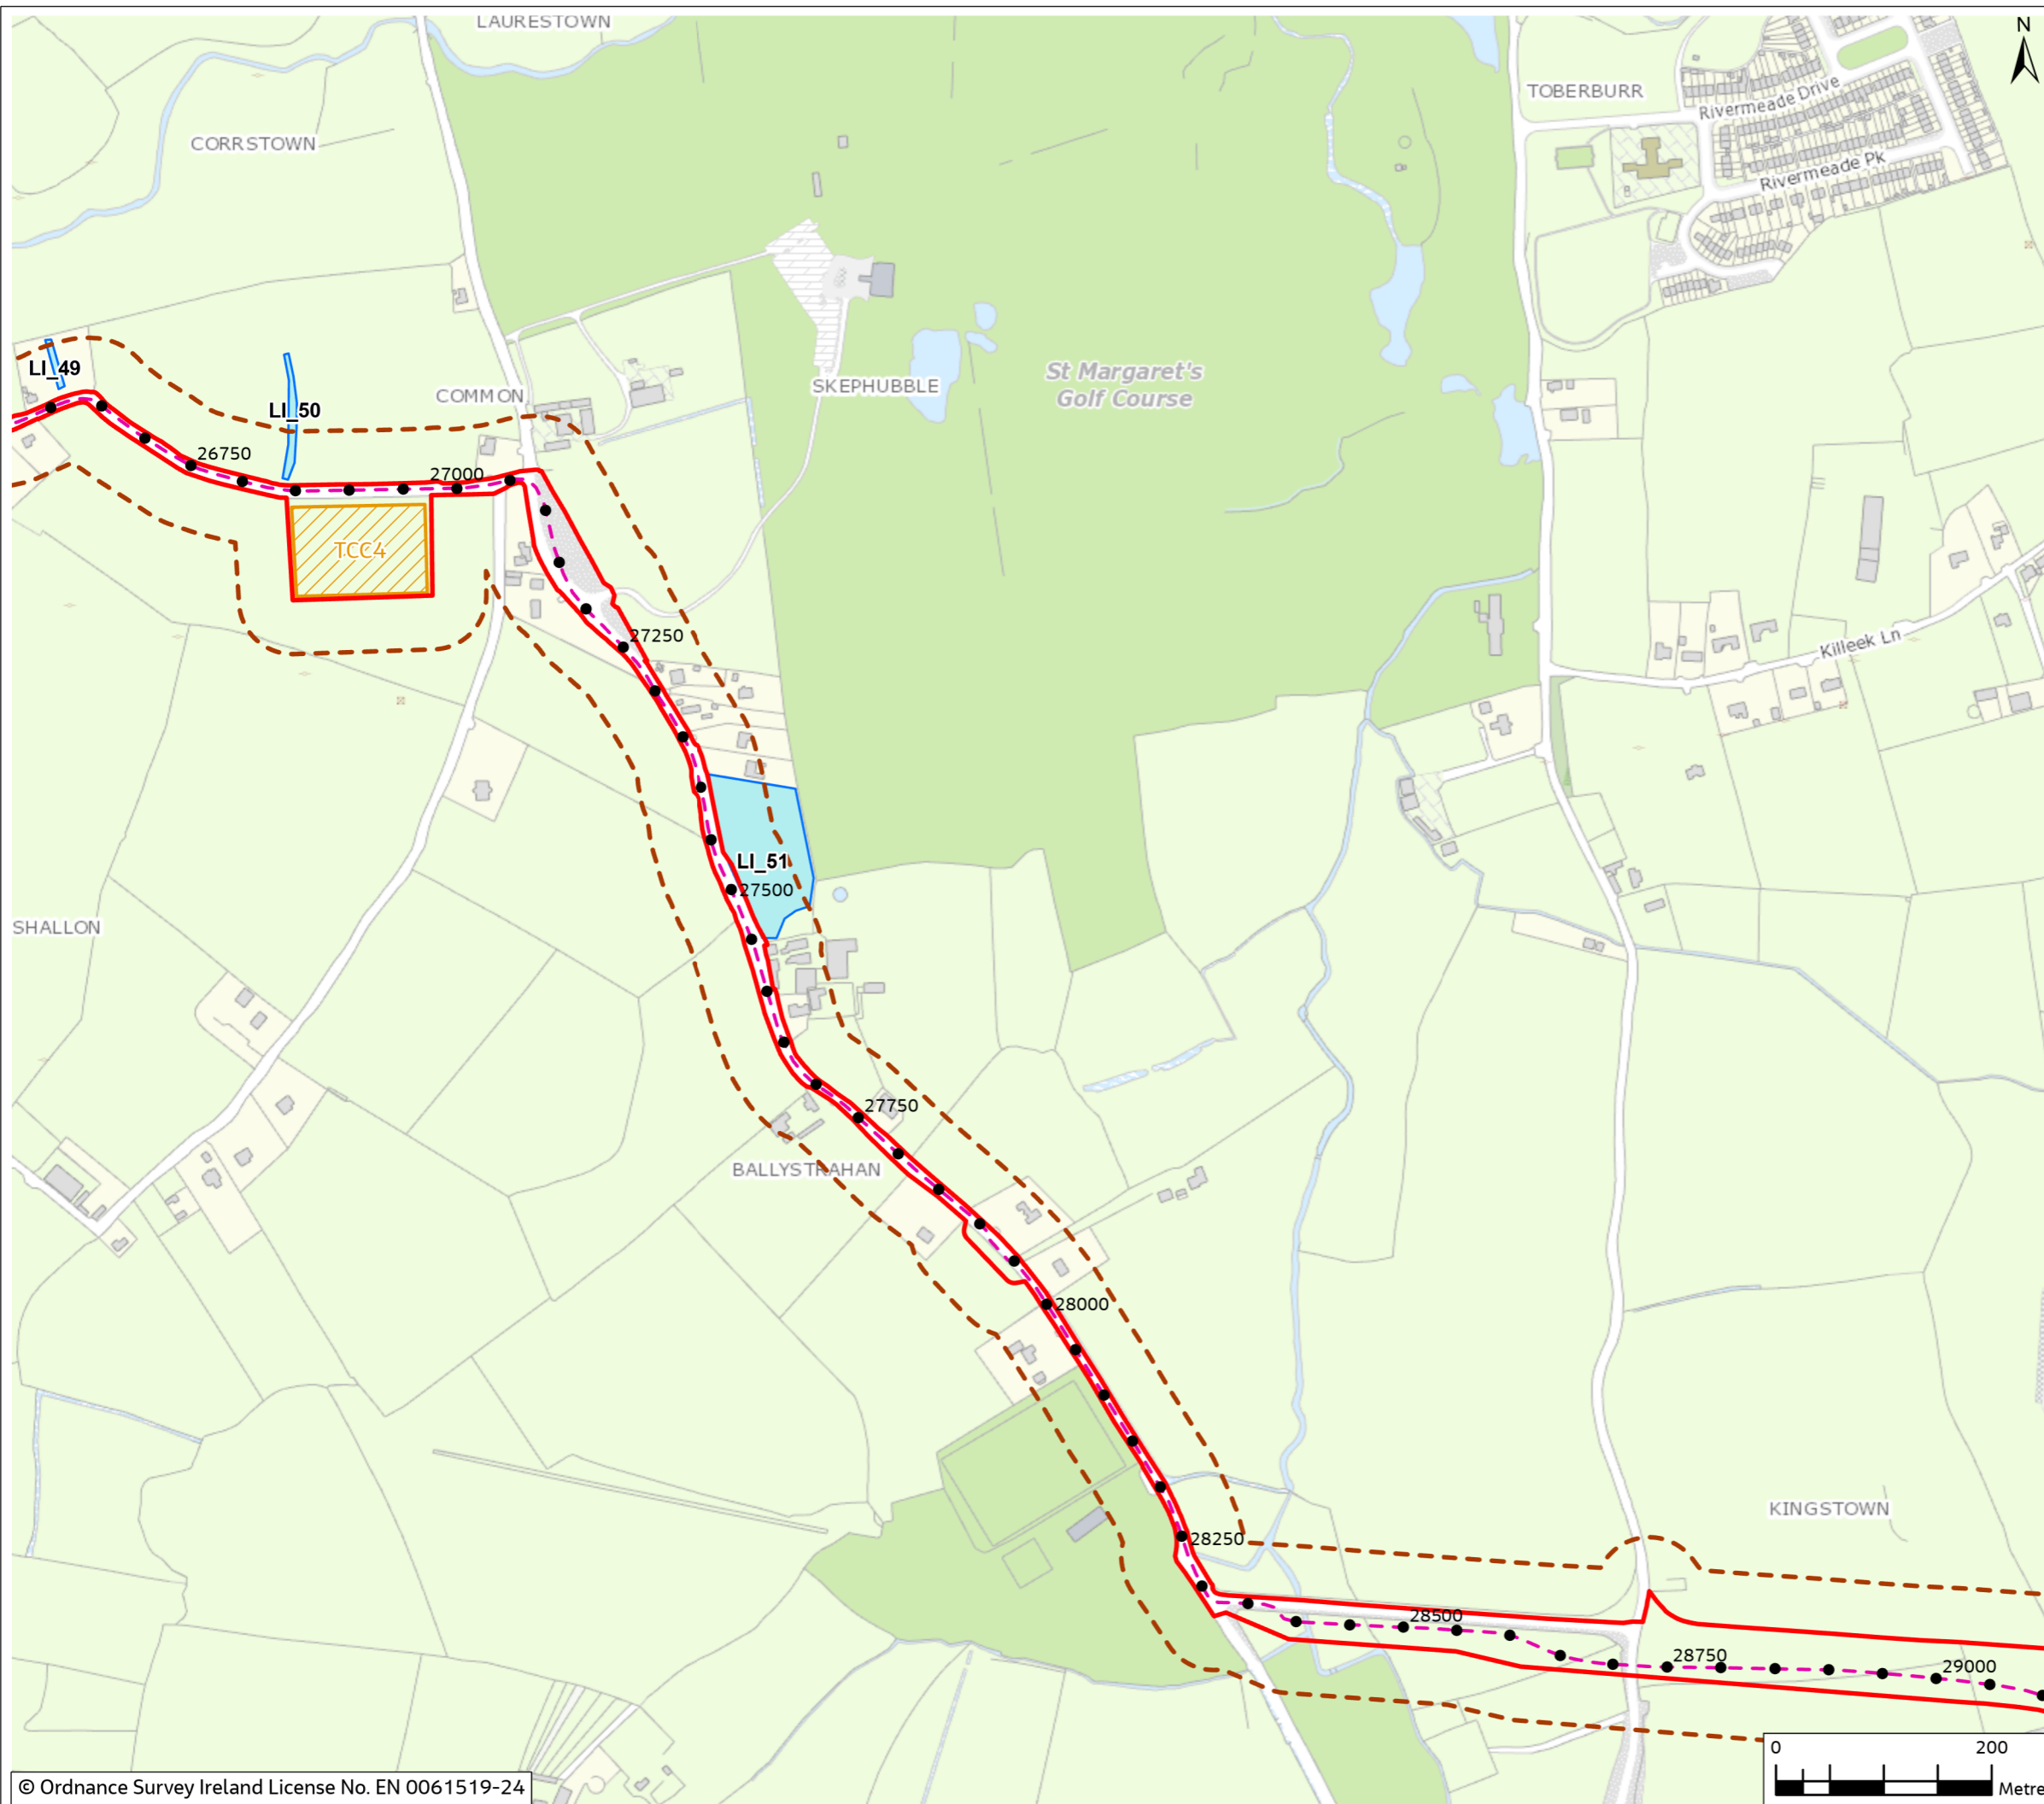 LAURESTOWN
N
TOBERBURR
Rivermeade Drive
CORRSTOWN
Rivermeade Pk
LI_49
St Margaret's
Golf Course
SKEPHUBBLE
COMMON
LI_50
26750
27000
TCC4
27250
Killeek Ln
LI_51
27500
SHALLON
27750
BALLYSTRAHAN
28000
KINGSTOWN
28250
28500
28750
29000
0 200
Metre
© Ordnance Survey Ireland License No. EN 0061519-24